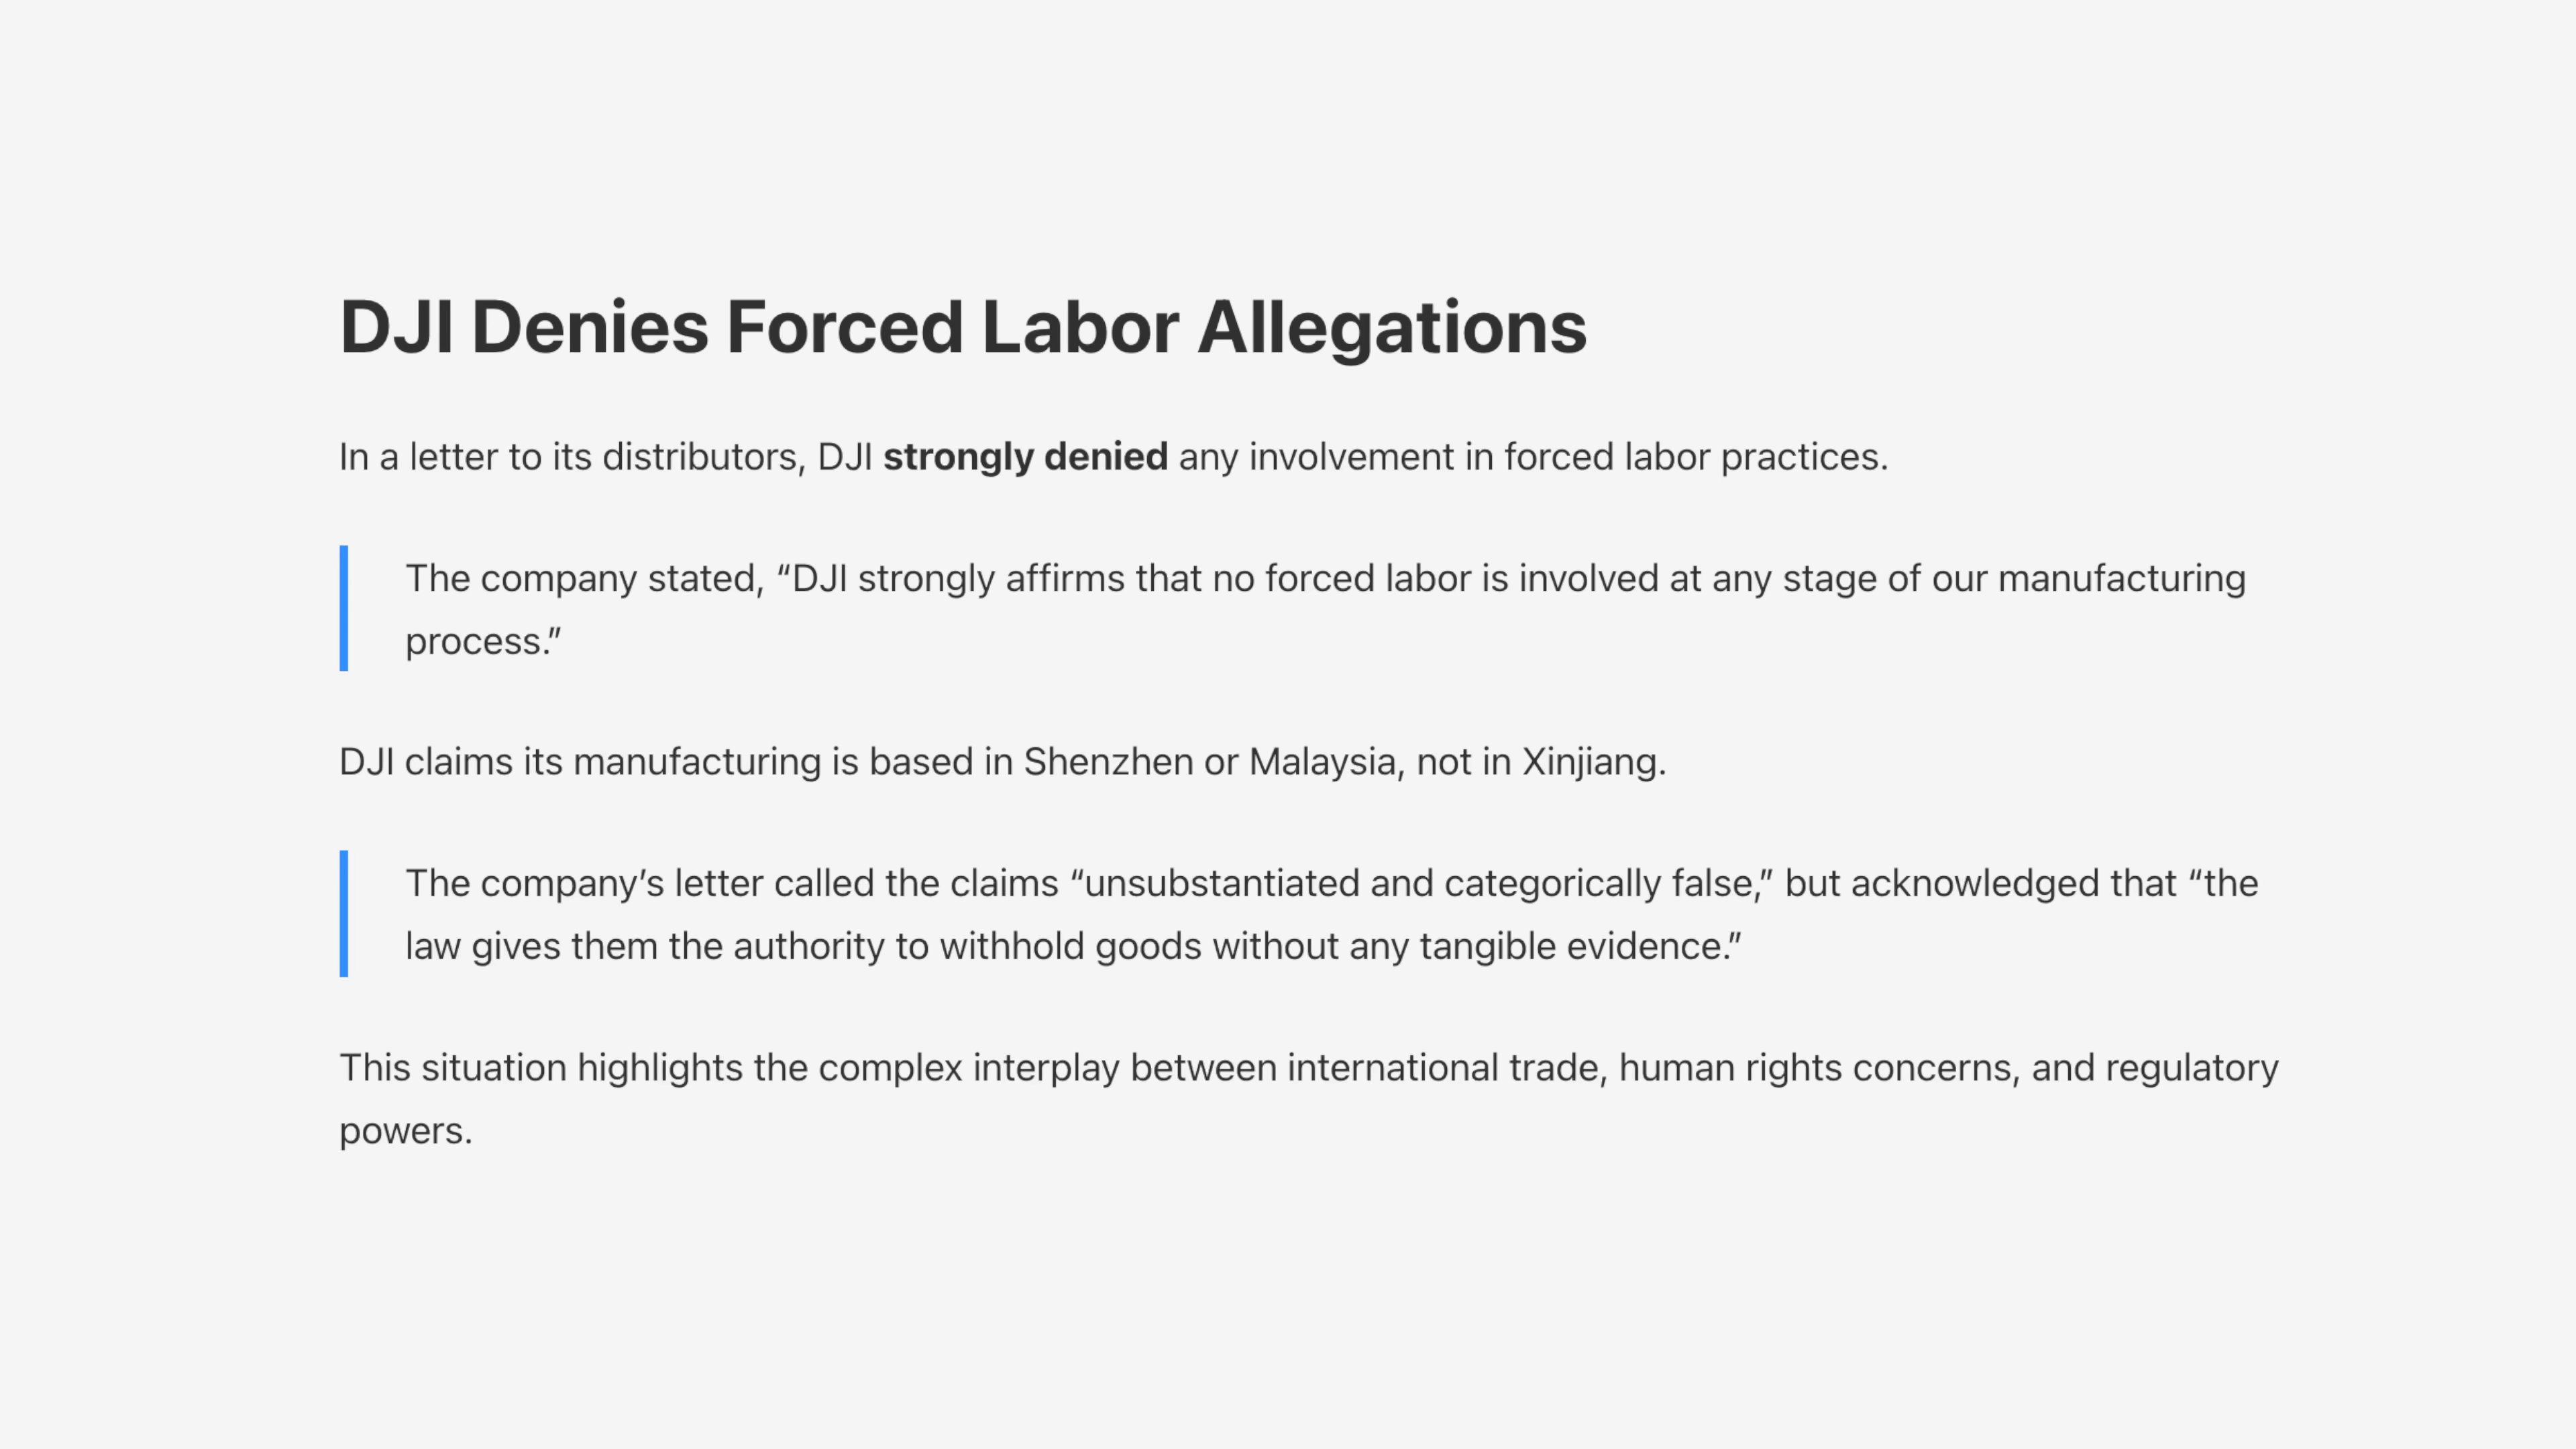 DJI Denies Forced Labor Allegations
In a letter to its distributors, DJI strongly denied any involvement in forced labor practices.
The company stated, “DJI strongly affirms that no forced labor is involved at any stage of our manufacturing
process.”
DJI claims its manufacturing is based in Shenzhen or Malaysia, not in Xinjiang.
The company’s letter called the claims “unsubstantiated and categorically false,” but acknowledged that “the
law gives them the authority to withhold goods without any tangible evidence.”
This situation highlights the complex interplay between international trade, human rights concerns, and regulatory
powers.